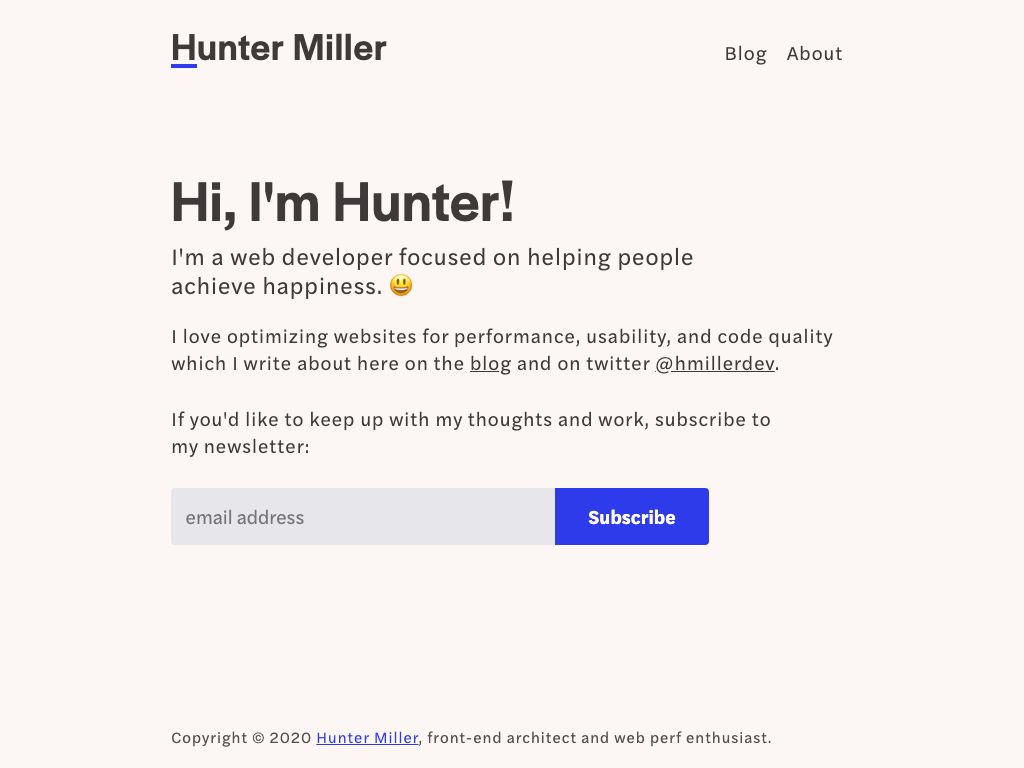 Hunter Miller
Blog About
Hi, I'm Hunter!
I'm a web developer focused on helping people
achieve happiness. 😃
I love optimizing websites for performance, usability, and code quality
which I write about here on the blog and on twitter @hmillerdev.
If you'd like to keep up with my thoughts and work, subscribe to
my newsletter:
email address
Subscribe
Copyright © 2020 Hunter Miller, front-end architect and web perf enthusiast.